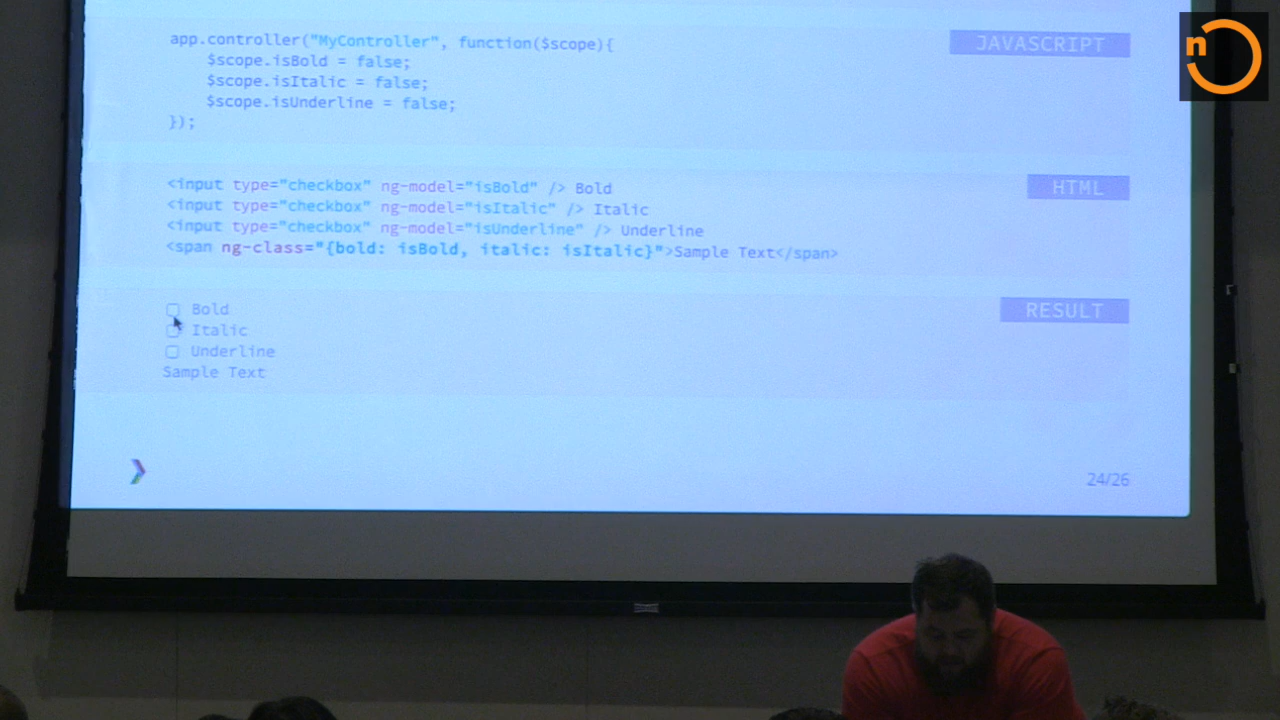 n
app.controller("MyController", function($scope){
JAVASCRIPT
$scope.isBold = false;
$scope.isItalic = false;
$scope.isUnderline = false;
});
<input type="checkbox" ng-model="isBold" /> Bold
HTML
<input type="checkbox" ng-model="isItalic" /> Italic
<input type="checkbox" ng-model="isUnderline" /> Underline
<span ng-class="{bold: isBold, italic: isItalic}">Sample Text</span>
Bold
RESULT
Italic
Underline
Sample Text
24/26